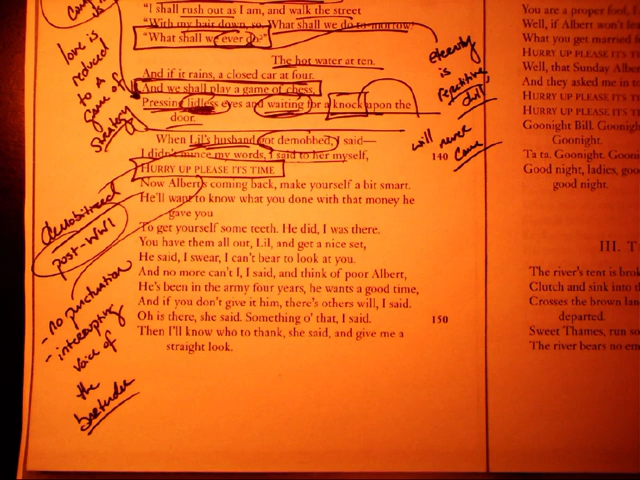 "I shall rush out as I am, and walk the street
"With my hair down, so. What shall we do to-morrow?
"What shall we ever do?"
The hot water at ten.
And if it rains, a closed car at four.
And we shall play a game of chess,
Pressing lidless eyes and waiting for a knock upon the
door.
When Lil's husband got demobbed, I said—
I didn't mince my words, I said to her myself, 140
HURRY UP PLEASE ITS TIME
Now Albert's coming back, make yourself a bit smart.
He'll want to know what you done with that money he
gave you
To get yourself some teeth. He did, I was there.
You have them all out, Lil, and get a nice set,
He said, I swear, I can't bear to look at you.
And no more can't I, I said, and think of poor Albert,
He's been in the army four years, he wants a good time,
And if you don't give it him, there's others will, I said.
Oh is there, she said. Something o' that, I said. 150
Then I'll know who to thank, she said, and give me a
straight look.
love is
reduced
to a
game of
strategy
demobilized
post-WWI
- no punctuation
- interrupting
voice of
the
bartender
eternity
is
repetitive,
dull
will never
come
You are a proper fool, I
Well, if Albert won't l
What you get married f
HURRY UP PLEASE ITS
Well, that Sunday Albe
And they asked me in t
HURRY UP PLEASE ITS
HURRY UP PLEASE ITS
Goonight Bill. Goonig
Goonight.
Ta ta. Goonight. Goon
Good night, ladies, goo
good night.
III. T
The river's tent is brok
Clutch and sink into th
Crosses the brown lan
departed.
Sweet Thames, run so
The river bears no em